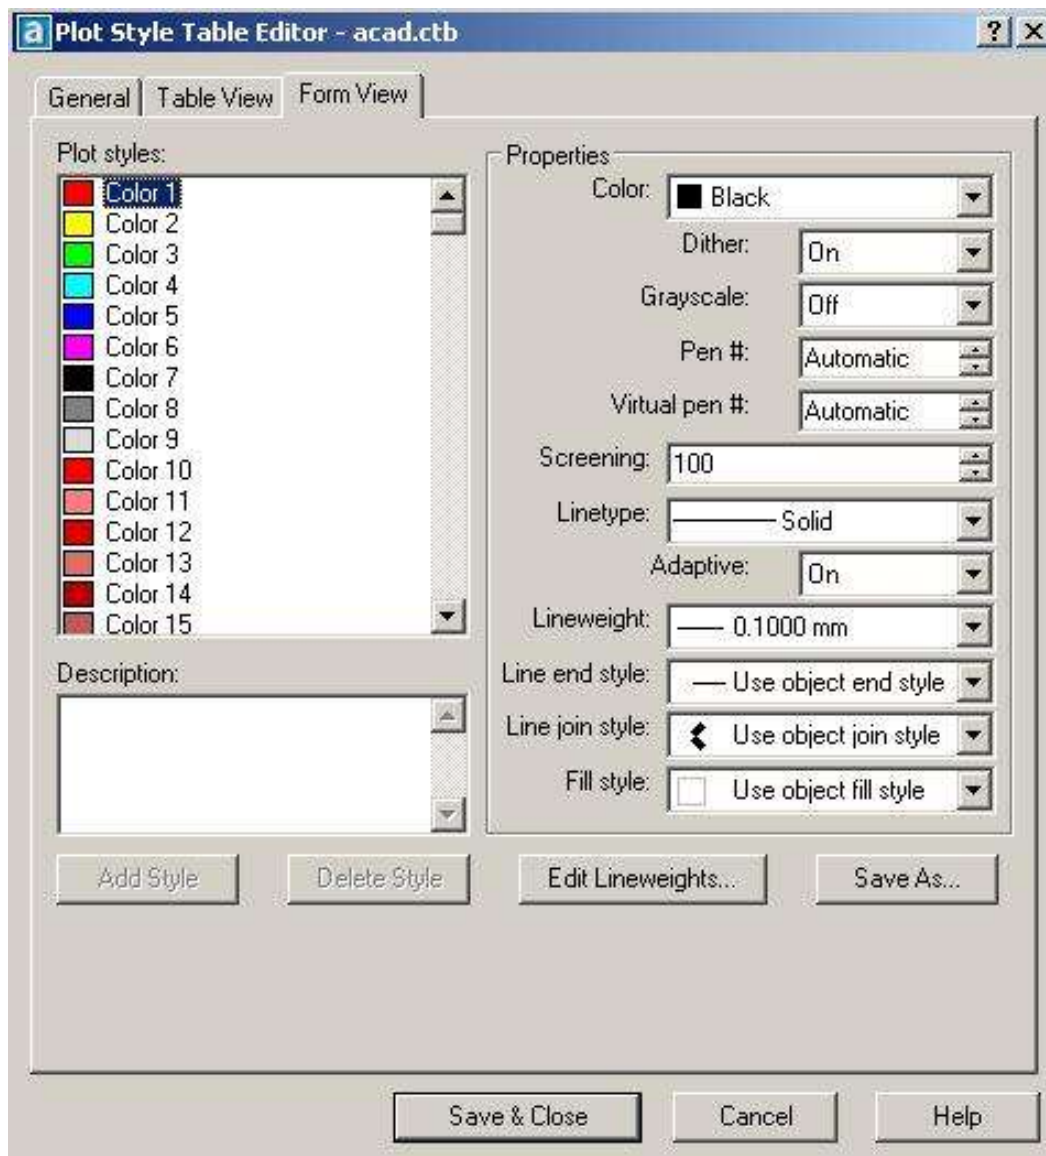 a Plot Style Table Editor - acad.ctb
General Table View Form View
Plot styles:
Color 1
Color 2
Color 3
Color 4
Color 5
Color 6
Color 7
Color 8
Color 9
Color 10
Color 11
Color 12
Color 13
Color 14
Color 15
Description:
Add Style Delete Style
Properties
Color: Black
Dither: On
Grayscale: Off
Pen #: Automatic
Virtual pen #: Automatic
Screening: 100
Linetype: Solid
Adaptive: On
Lineweight: 0.1000 mm
Line end style: Use object end style
Line join style: Use object join style
Fill style: Use object fill style
Edit Lineweights... Save As...
Save & Close Cancel Help